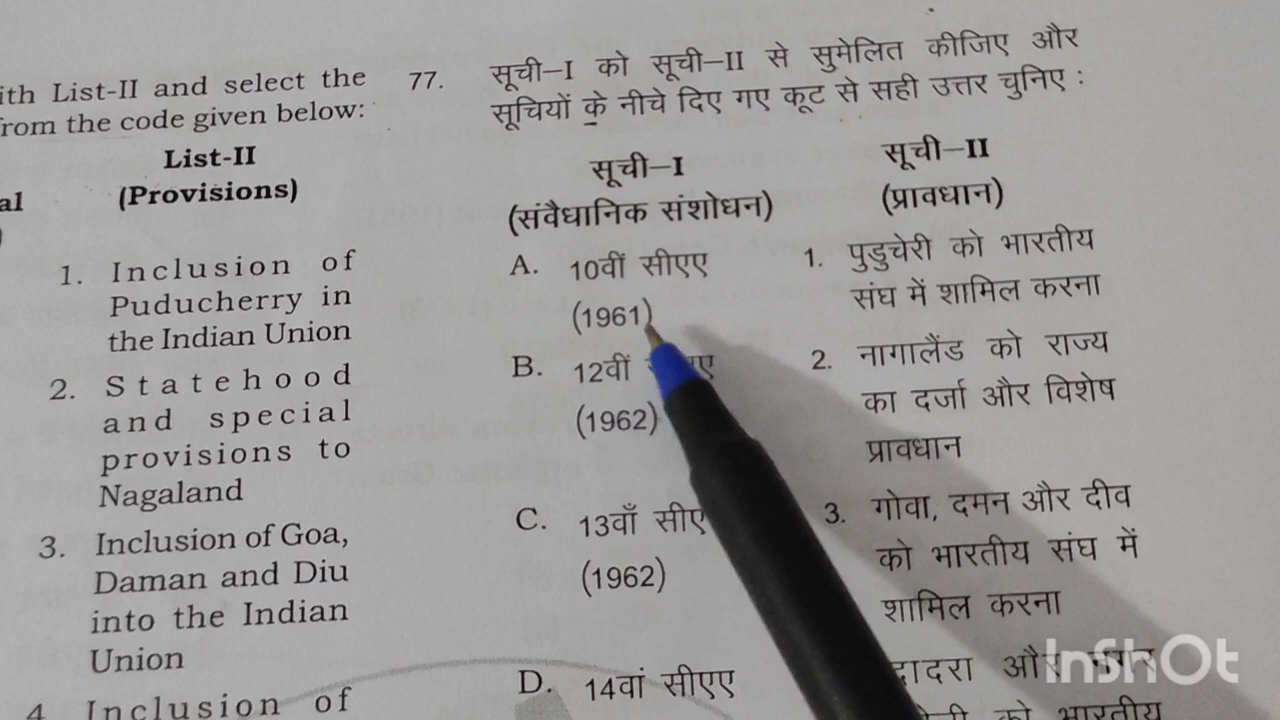 ith List-II and select the
rom the code given below:
List-II
al (Provisions)
)
1. Inclusion of
Puducherry in
the Indian Union
2. Statehood
and special
provisions to
Nagaland
3. Inclusion of Goa,
Daman and Diu
into the Indian
Union
4 Inclusion of
77. सूची–I को सूची–II से सुमेलित कीजिए और
सूचियों के नीचे दिए गए कूट से सही उत्तर चुनिए :
सूची–I
(संवैधानिक संशोधन)
A. 10वीं सीएए
(1961)
B. 12वीं
(1962)
C. 13वाँ सीए
(1962)
D. 14वां सीएए
सूची–II
(प्रावधान)
1. पुडुचेरी को भारतीय
संघ में शामिल करना
2. नागालैंड को राज्य
का दर्जा और विशेष
प्रावधान
3. गोवा, दमन और दीव
को भारतीय संघ में
शामिल करना
दादरा और नगर
को भारतीय
InShOt